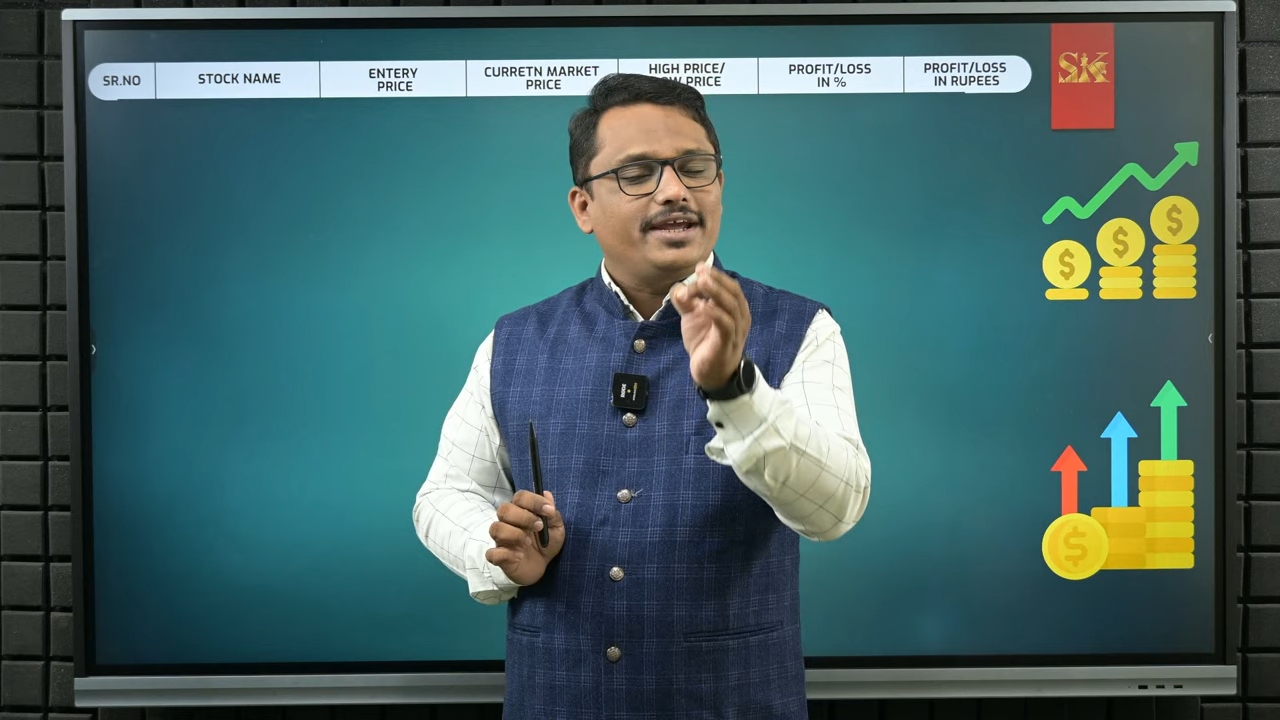 SR.NO
STOCK NAME
ENTERY
PRICE
CURRETN MARKET
PRICE
HIGH PRICE/
PRICE
PROFIT/LOSS
IN %
PROFIT/LOSS
IN RUPEES
SK
$
$
$
$